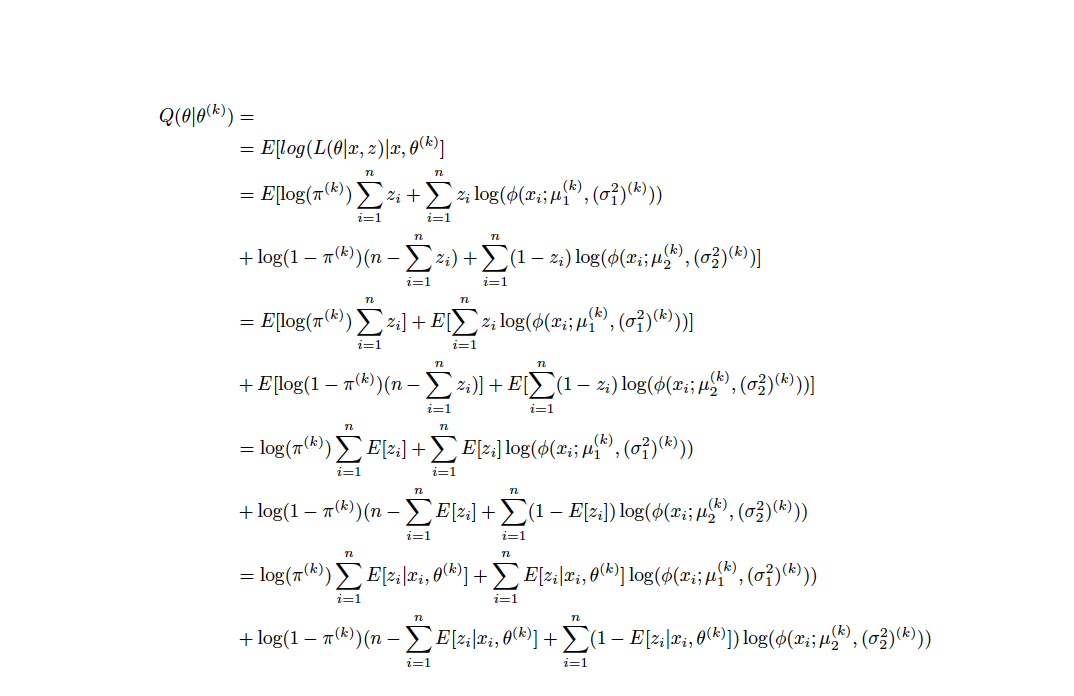 Q(θ|θ^{(k)}) =
= E[log(L(θ|x, z)|x, θ^{(k)}]
= E[log(π^{(k)}) \sum_{i=1}^{n} z_i + \sum_{i=1}^{n} z_i log(ϕ(x_i; μ_1^{(k)}, (σ_1^2)^{(k)}))
+ log(1 − π^{(k)})(n − \sum_{i=1}^{n} z_i) + \sum_{i=1}^{n} (1 − z_i) log(ϕ(x_i; μ_2^{(k)}, (σ_2^2)^{(k)})]
= E[log(π^{(k)}) \sum_{i=1}^{n} z_i] + E[\sum_{i=1}^{n} z_i log(ϕ(x_i; μ_1^{(k)}, (σ_1^2)^{(k)}))]
+ E[log(1 − π^{(k)})(n − \sum_{i=1}^{n} z_i)] + E[\sum_{i=1}^{n} (1 − z_i) log(ϕ(x_i; μ_2^{(k)}, (σ_2^2)^{(k)}))]
= log(π^{(k)}) \sum_{i=1}^{n} E[z_i] + \sum_{i=1}^{n} E[z_i] log(ϕ(x_i; μ_1^{(k)}, (σ_1^2)^{(k)}))
+ log(1 − π^{(k)})(n − \sum_{i=1}^{n} E[z_i] + \sum_{i=1}^{n} (1 − E[z_i]) log(ϕ(x_i; μ_2^{(k)}, (σ_2^2)^{(k)}))
= log(π^{(k)}) \sum_{i=1}^{n} E[z_i|x_i, θ^{(k)}] + \sum_{i=1}^{n} E[z_i|x_i, θ^{(k)}] log(ϕ(x_i; μ_1^{(k)}, (σ_1^2)^{(k)}))
+ log(1 − π^{(k)})(n − \sum_{i=1}^{n} E[z_i|x_i, θ^{(k)}] + \sum_{i=1}^{n} (1 − E[z_i|x_i, θ^{(k)}]) log(ϕ(x_i; μ_2^{(k)}, (σ_2^2)^{(k)}))